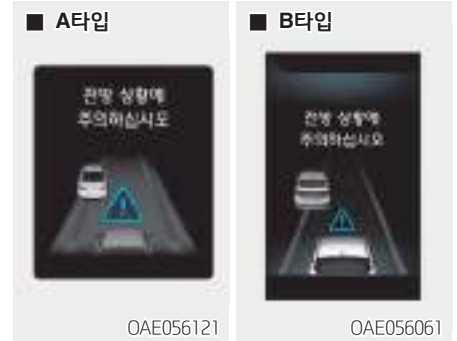 ■ A타입
■ B타입
전방 상황에
주의하십시오
전방 상황에
주의하십시오
OAE056121
OAE056061